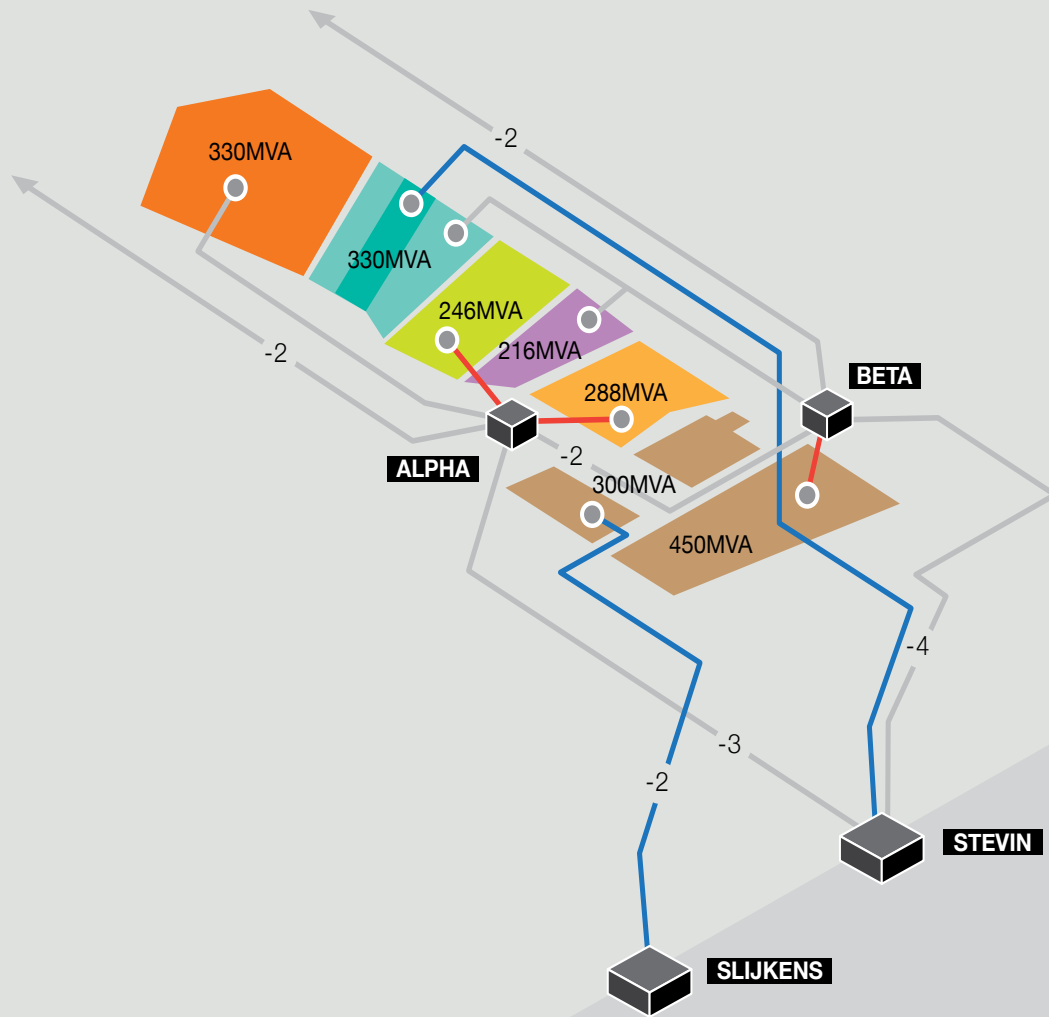 -2
330MVA
330MVA
246MVA
-2
216MVA
BETA
288MVA
-2
ALPHA
300MVA
450MVA
-4
-3
-2
STEVIN
SLIJKENS